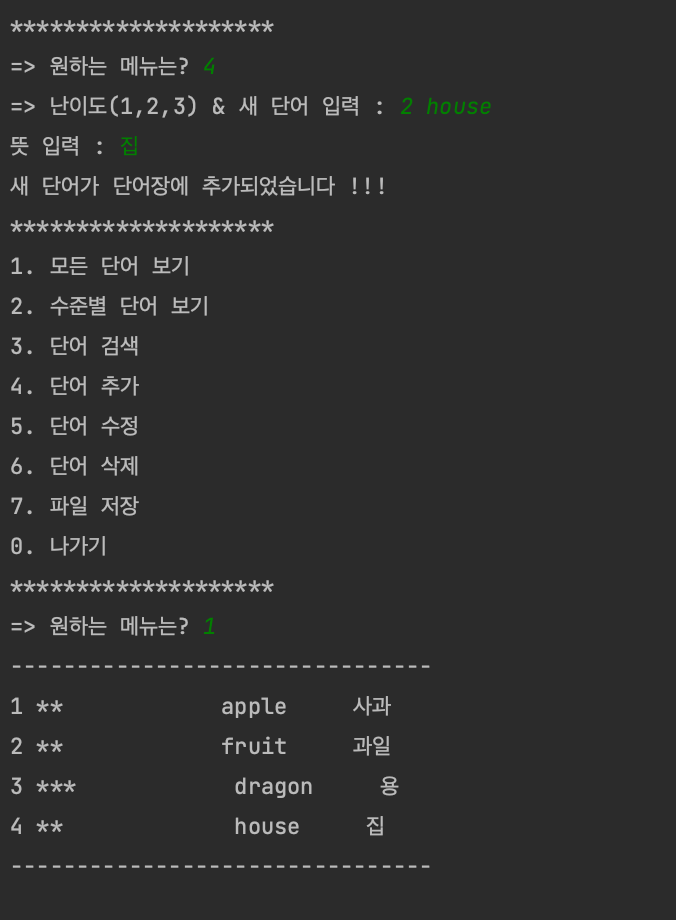 ********************
=> 원하는 메뉴는? 4
=> 난이도(1,2,3) & 새 단어 입력 : 2 house
뜻 입력 : 집
새 단어가 단어장에 추가되었습니다 !!!
********************
1. 모든 단어 보기
2. 수준별 단어 보기
3. 단어 검색
4. 단어 추가
5. 단어 수정
6. 단어 삭제
7. 파일 저장
0. 나가기
********************
=> 원하는 메뉴는? 1
--------------------------------
1 **            apple     사과
2 **            fruit     과일
3 ***            dragon     용
4 **             house     집
--------------------------------